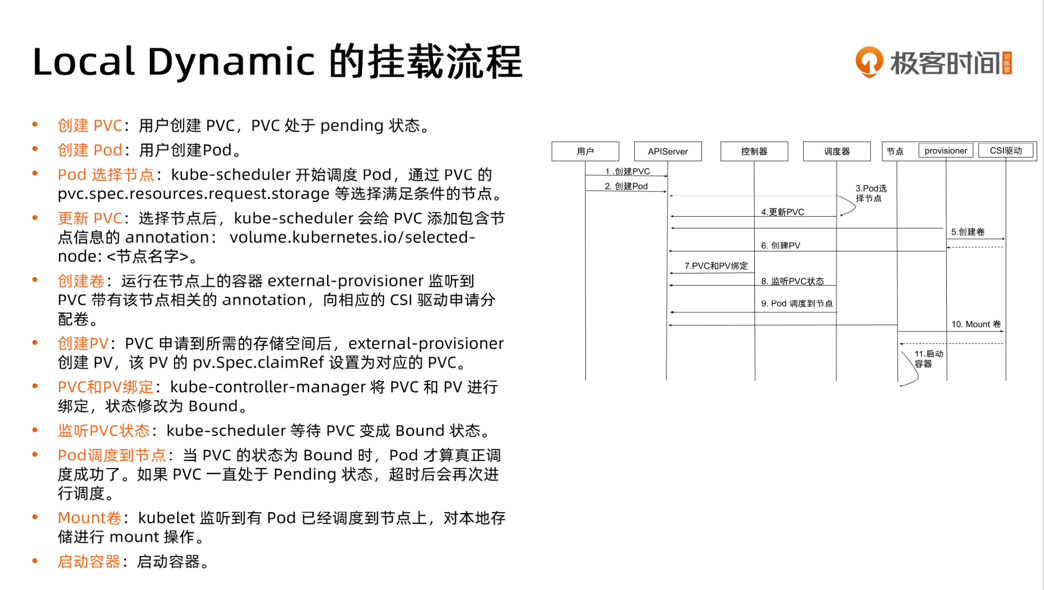 Local Dynamic 的挂载流程
极客时间
训练营
• 创建 PVC：用户创建 PVC，PVC 处于 pending 状态。
• 创建 Pod：用户创建Pod。
• Pod 选择节点：kube-scheduler 开始调度 Pod，通过 PVC 的
pvc.spec.resources.request.storage 等选择满足条件的节点。
• 更新 PVC：选择节点后，kube-scheduler 会给 PVC 添加包含节
点信息的 annotation： volume.kubernetes.io/selected-
node: <节点名字>。
• 创建卷：运行在节点上的容器 external-provisioner 监听到
PVC 带有该节点相关的 annotation，向相应的 CSI 驱动申请分
配卷。
• 创建PV：PVC 申请到所需的存储空间后，external-provisioner
创建 PV，该 PV 的 pv.Spec.claimRef 设置为对应的 PVC。
• PVC和PV绑定：kube-controller-manager 将 PVC 和 PV 进行
绑定，状态修改为 Bound。
• 监听PVC状态：kube-scheduler 等待 PVC 变成 Bound 状态。
• Pod调度到节点：当 PVC 的状态为 Bound 时，Pod 才算真正调
度成功了。如果 PVC 一直处于 Pending 状态，超时后会再次进
行调度。
• Mount卷：kubelet 监听到有 Pod 已经调度到节点上，对本地存
储进行 mount 操作。
• 启动容器：启动容器。
用户
APIServer
控制器
调度器
节点
provisioner
CSI驱动
1 .创建PVC
2. 创建Pod
3.Pod选
择节点
4.更新PVC
5.创建卷
6. 创建PV
7.PVC和PV绑定
8. 监听PVC状态
9. Pod 调度到节点
10. Mount 卷
11.启动
容器